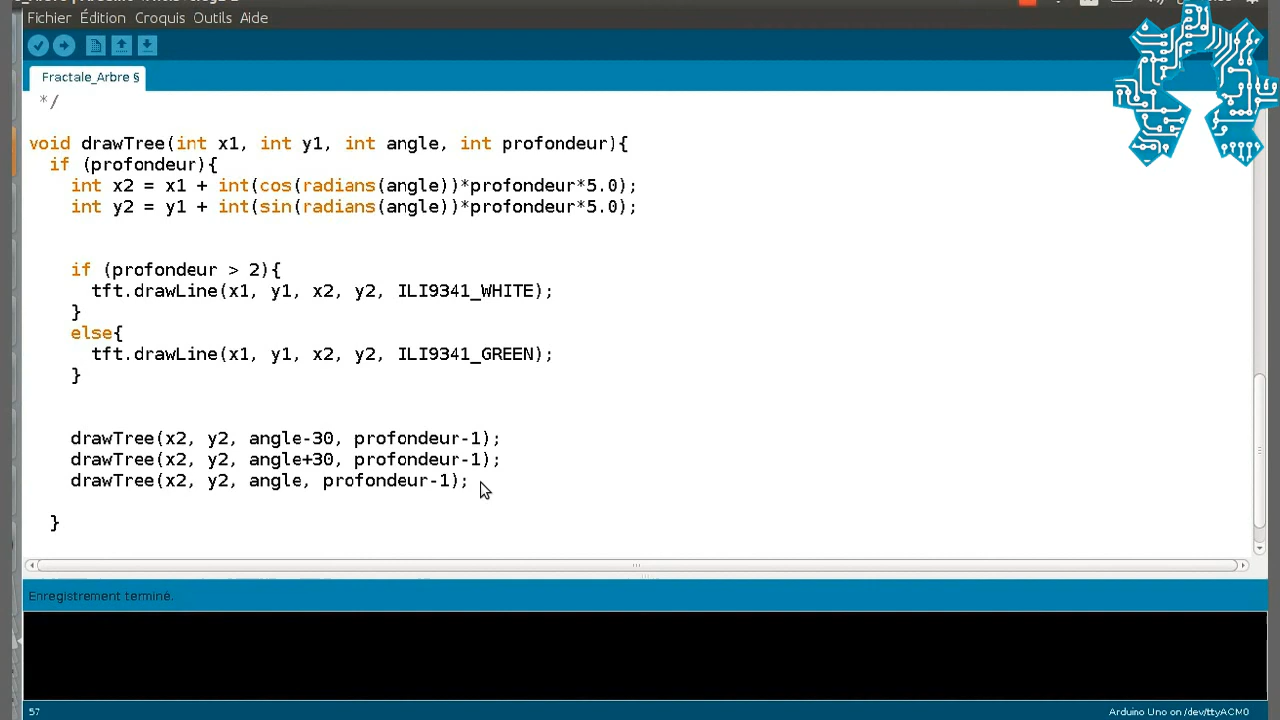 Fichier Édition Croquis Outils Aide
Fractale_Arbre §
*/
void drawTree(int x1, int y1, int angle, int profondeur){
if (profondeur){
int x2 = x1 + int(cos(radians(angle))*profondeur*5.0);
int y2 = y1 + int(sin(radians(angle))*profondeur*5.0);
if (profondeur > 2){
tft.drawLine(x1, y1, x2, y2, ILI9341_WHITE);
}
else{
tft.drawLine(x1, y1, x2, y2, ILI9341_GREEN);
}
drawTree(x2, y2, angle-30, profondeur-1);
drawTree(x2, y2, angle+30, profondeur-1);
drawTree(x2, y2, angle, profondeur-1);
}
Enregistrement terminé.
57
Arduino Uno on /dev/ttyACM0